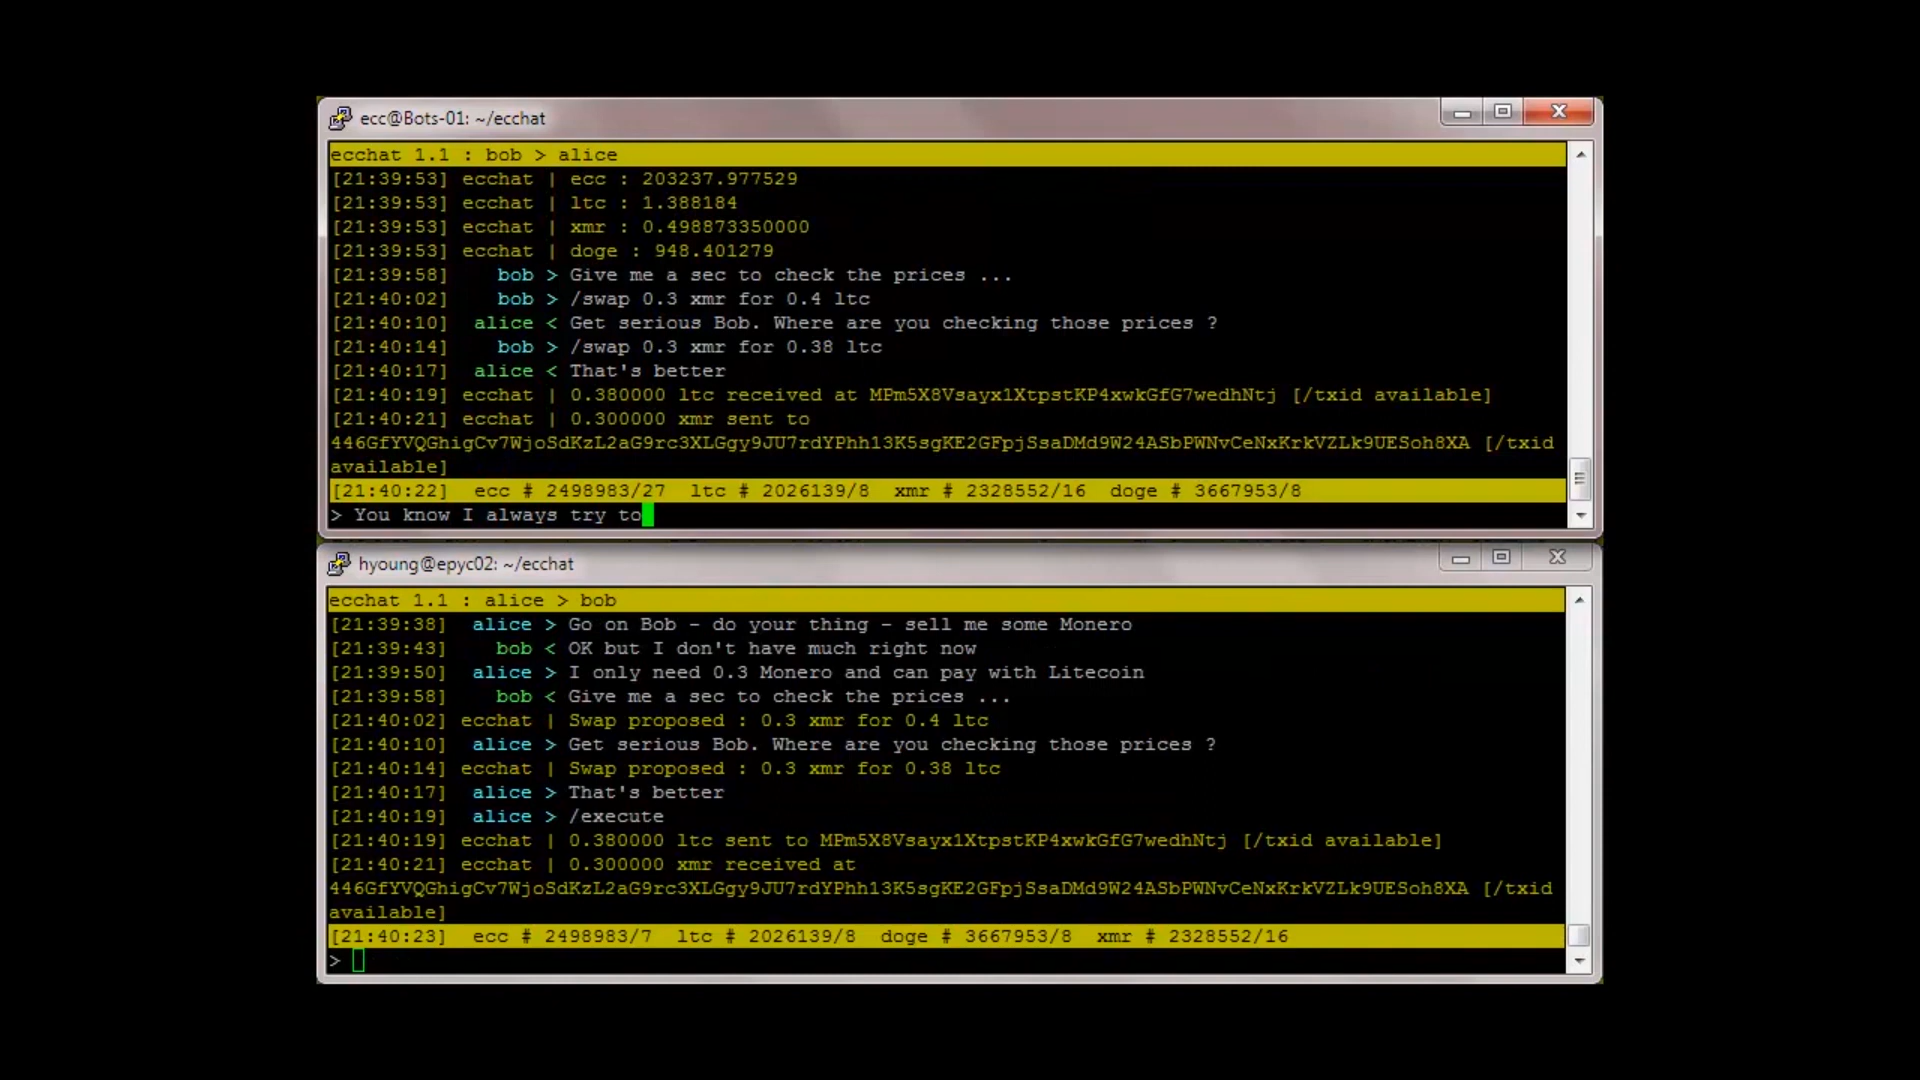 ecc@Bots-01: ~/ecchat
ecchat 1.1 : bob > alice
[21:39:53] ecchat | ecc : 203237.977529
[21:39:53] ecchat | ltc : 1.388184
[21:39:53] ecchat | xmr : 0.498873350000
[21:39:53] ecchat | doge : 948.401279
[21:39:58] bob > Give me a sec to check the prices ...
[21:40:02] bob > /swap 0.3 xmr for 0.4 ltc
[21:40:10] alice < Get serious Bob. Where are you checking those prices ?
[21:40:14] bob > /swap 0.3 xmr for 0.38 ltc
[21:40:17] alice < That's better
[21:40:19] ecchat | 0.380000 ltc received at MPm5X8Vsayx1XtpstKP4xwkGfG7wedhNtj [/txid available]
[21:40:21] ecchat | 0.300000 xmr sent to
446GfYVQGhigCv7WjoSdKzL2aG9rc3XLGgy9JU7rdYPhh13K5sgKE2GFpjSsaDMd9W24ASbPWNvCeNxKrkVZLk9UESoh8XA [/txid
available]
[21:40:22] ecc # 2498983/27 ltc # 2026139/8 xmr # 2328552/16 doge # 3667953/8
> You know I always try to
hyoung@epyc02: ~/ecchat
ecchat 1.1 : alice > bob
[21:39:38] alice > Go on Bob - do your thing - sell me some Monero
[21:39:43] bob < OK but I don't have much right now
[21:39:50] alice > I only need 0.3 Monero and can pay with Litecoin
[21:39:58] bob < Give me a sec to check the prices ...
[21:40:02] ecchat | Swap proposed : 0.3 xmr for 0.4 ltc
[21:40:10] alice > Get serious Bob. Where are you checking those prices ?
[21:40:14] ecchat | Swap proposed : 0.3 xmr for 0.38 ltc
[21:40:17] alice > That's better
[21:40:19] alice > /execute
[21:40:19] ecchat | 0.380000 ltc sent to MPm5X8Vsayx1XtpstKP4xwkGfG7wedhNtj [/txid available]
[21:40:21] ecchat | 0.300000 xmr received at
446GfYVQGhigCv7WjoSdKzL2aG9rc3XLGgy9JU7rdYPhh13K5sgKE2GFpjSsaDMd9W24ASbPWNvCeNxKrkVZLk9UESoh8XA [/txid
available]
[21:40:23] ecc # 2498983/7 ltc # 2026139/8 doge # 3667953/8 xmr # 2328552/16
>